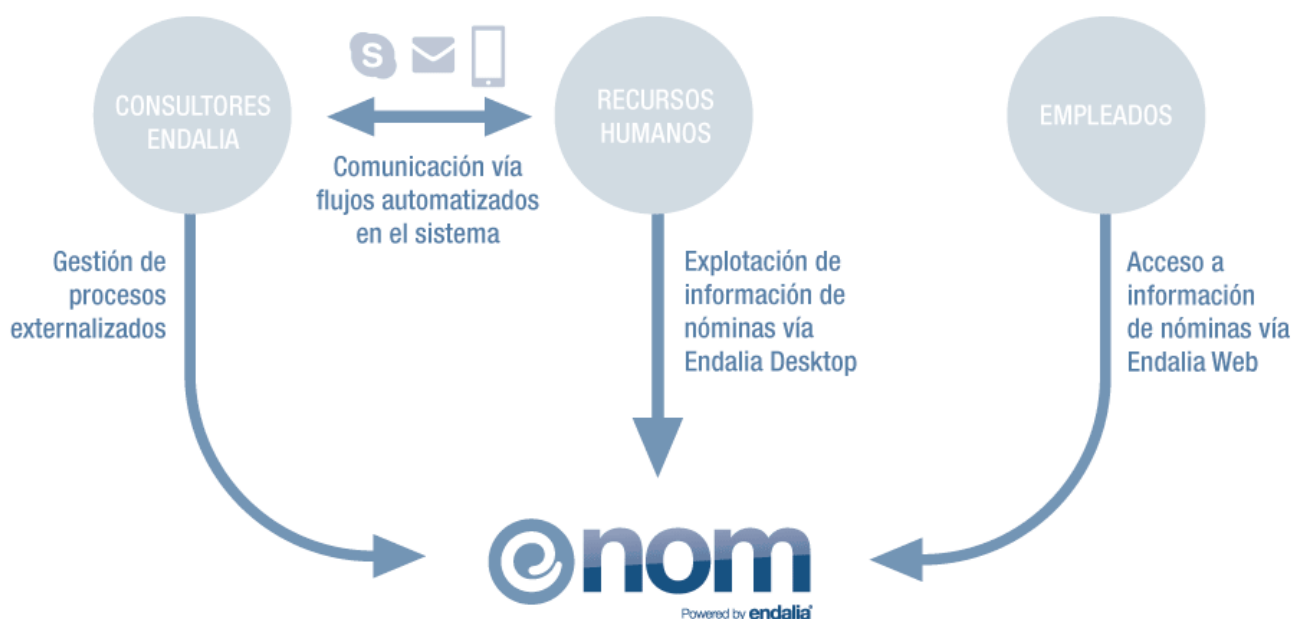 CONSULTORES
ENDALIA
S
RECURSOS
HUMANOS
EMPLEADOS
Comunicación vía
flujos automatizados
en el sistema
Gestión de
procesos
externalizados
Explotación de
información de
nóminas vía
Endalia Desktop
Acceso a
información
de nóminas vía
Endalia Web
enom
Powered by endalia